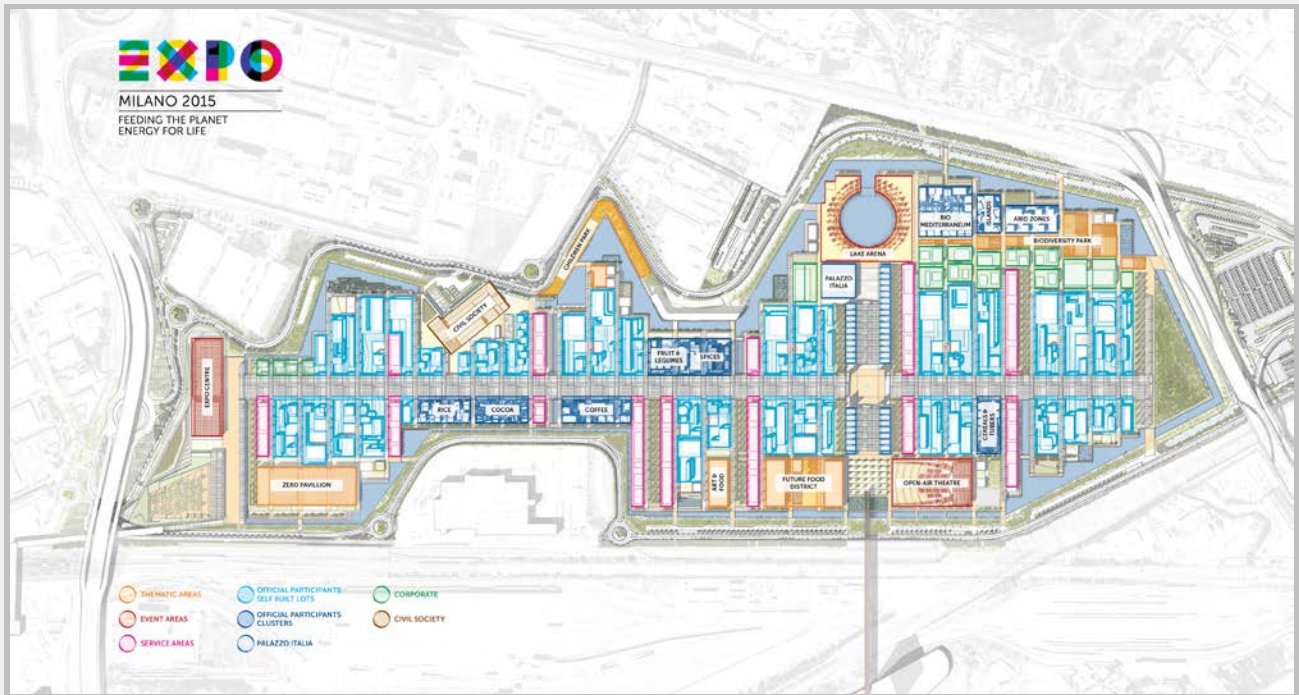 EXPO
MILANO 2015
FEEDING THE PLANET
ENERGY FOR LIFE
CHILDREN PARK
BIO
MEDITERRANEUM
ISLANDS
ARID ZONES
BIODIVERSITY PARK
LAKE ARENA
PALAZZO
ITALIA
CIVIL SOCIETY
EXPO CENTRE
FRUIT &
LEGUMES
SPICES
RICE
COCOA
COFFEE
CEREALS &
TUBERS
ZERO PAVILLION
ART &
FOOD
FUTURE FOOD
DISTRICT
OPEN-AIR THEATRE
THEMATIC AREAS
EVENT AREAS
SERVICE AREAS
OFFICIAL PARTICIPANTS
SELF BUILT LOTS
OFFICIAL PARTICIPANTS
CLUSTERS
PALAZZO ITALIA
CORPORATE
CIVIL SOCIETY